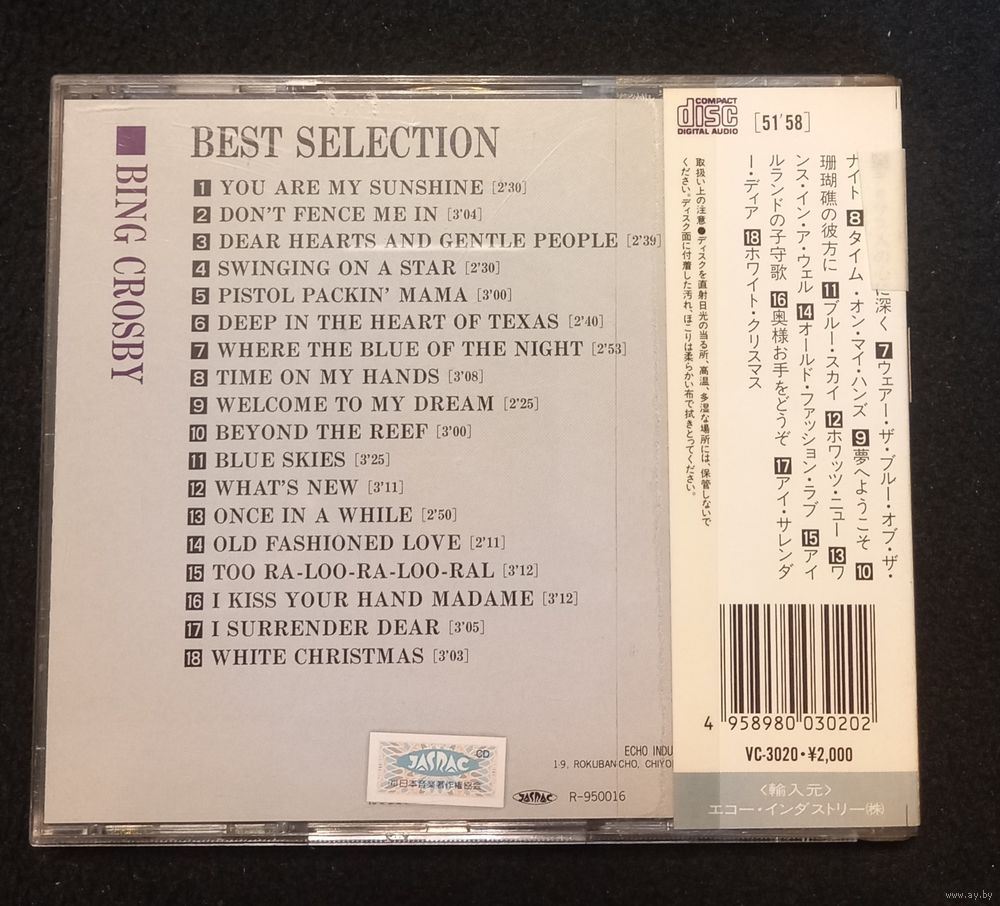 BEST SELECTION
BING CROSBY
1 YOU ARE MY SUNSHINE [2'30]
2 DON'T FENCE ME IN [3'04]
3 DEAR HEARTS AND GENTLE PEOPLE [2'39]
4 SWINGING ON A STAR [2'30]
5 PISTOL PACKIN' MAMA [3'00]
6 DEEP IN THE HEART OF TEXAS [2'40]
7 WHERE THE BLUE OF THE NIGHT [2'53]
8 TIME ON MY HANDS [3'08]
9 WELCOME TO MY DREAM [2'25]
10 BEYOND THE REEF [3'00]
11 BLUE SKIES [3'25]
12 WHAT'S NEW [3'11]
13 ONCE IN A WHILE [2'50]
14 OLD FASHIONED LOVE [2'11]
15 TOO RA-LOO-RA-LOO-RAL [3'12]
16 I KISS YOUR HAND MADAME [3'12]
17 I SURRENDER DEAR [3'05]
18 WHITE CHRISTMAS [3'03]
CD
JASRAC
日本音楽著作権協会
ECHO INDU
1-9, ROKUBANCHO, CHIYO
JASRAC R-950016
COMPACT
disc
DIGITAL AUDIO
[51'58]
に深く 7 ウェアー・ザ・ブルー・オブ・ザ・
ナイト 8 タイム・オン・マイ・ハンズ 9 夢へようこそ 10
珊瑚礁の彼方に 11 ブルー・スカイ 12 ホワッツ・ニュー 13 ワ
ンス・イン・ア・ウェル 14 オールド・ファッション・ラブ 15 アイ
ルランドの子守歌 16 奥様お手をどうぞ 17 アイ・サレンダ
ー・ディア 18 ホワイト・クリスマス
取扱い上の注意●ディスクを直射日光の当る所、高温、多湿な場所には、保管しないで
ください。ディスク面に付着した汚れ、ほこりは柔らかい布で拭きとってください。
4 958980 030202
VC-3020・¥2,000
〈輸入元〉
エコー・インダストリー㈱
www.ay.by